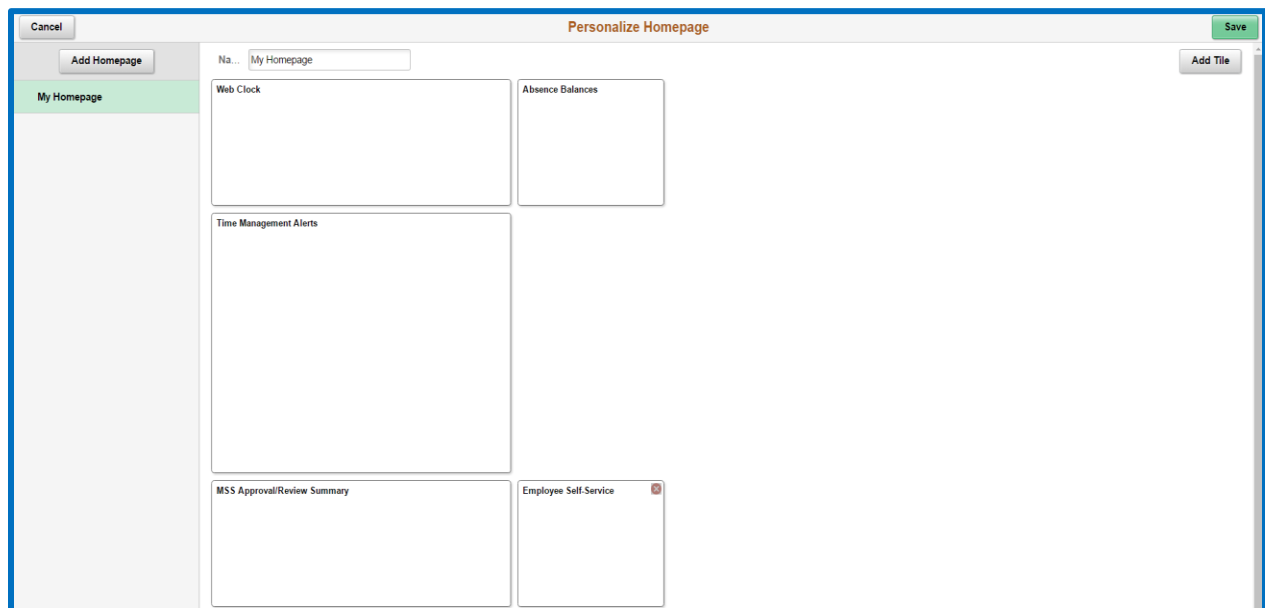 Cancel
Personalize Homepage
Save
Add Homepage
Na...
My Homepage
Add Tile
My Homepage
Web Clock
Absence Balances
Time Management Alerts
MSS Approval/Review Summary
Employee Self-Service